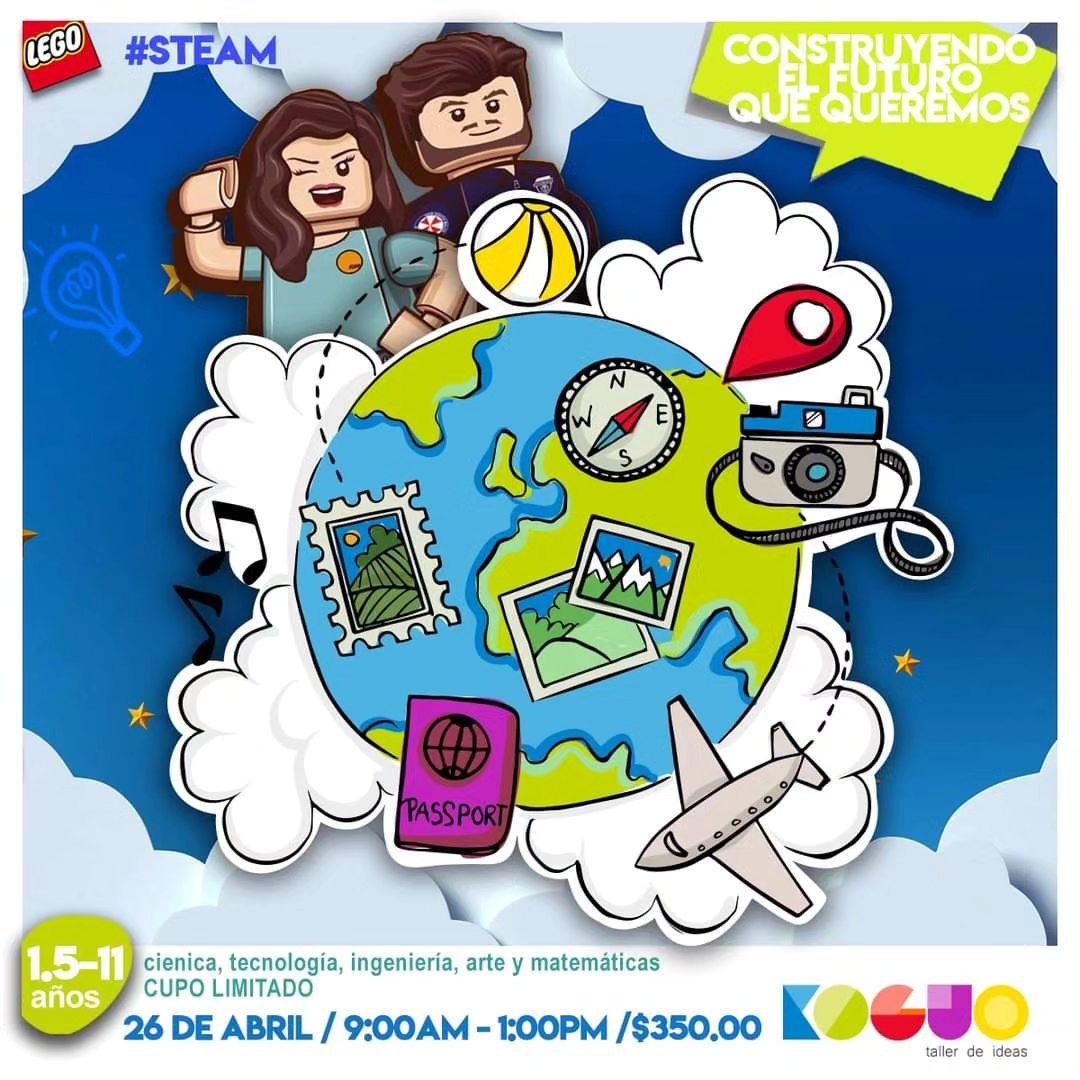 LEGO
#STEAM
CONSTRUYENDO
EL FUTURO
QUE QUEREMOS
N
W E
S
PASSPORT
1.5-11
años
cienica, tecnología, ingeniería, arte y matemáticas
CUPO LIMITADO
26 DE ABRIL / 9:00AM - 1:00PM /$350.00
KOGUO
taller de ideas